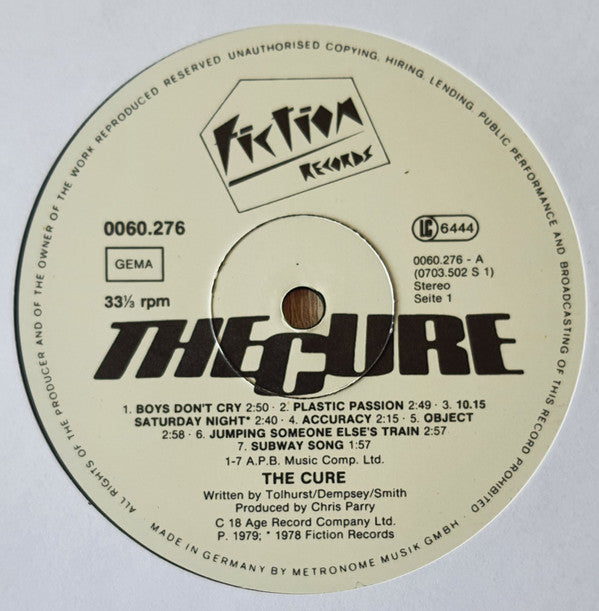 ALL RIGHTS OF THE PRODUCER AND OF THE OWNER OF THE WORK REPRODUCED RESERVED UNAUTHORISED COPYING, HIRING, LENDING, PUBLIC PERFORMANCE AND BROADCASTING OF THIS RECORD PROHIBITED
FicTion
RECORDS
0060.276
GEMA
33⅓ rpm
LC 6444
0060.276 - A
(0703.502 S 1)
Stereo
Seite 1
THE CURE
1. BOYS DON'T CRY 2:50 · 2. PLASTIC PASSION 2:49 · 3. 10.15
SATURDAY NIGHT* 2:40 · 4. ACCURACY 2:15 · 5. OBJECT
2:58 · 6. JUMPING SOMEONE ELSE'S TRAIN 2:57
7. SUBWAY SONG 1:57
1-7 A.P.B. Music Comp. Ltd.
THE CURE
Written by Tolhurst/Dempsey/Smith
Produced by Chris Parry
C 18 Age Record Company Ltd.
P. 1979; * 1978 Fiction Records
MADE IN GERMANY BY METRONOME MUSIK GMBH